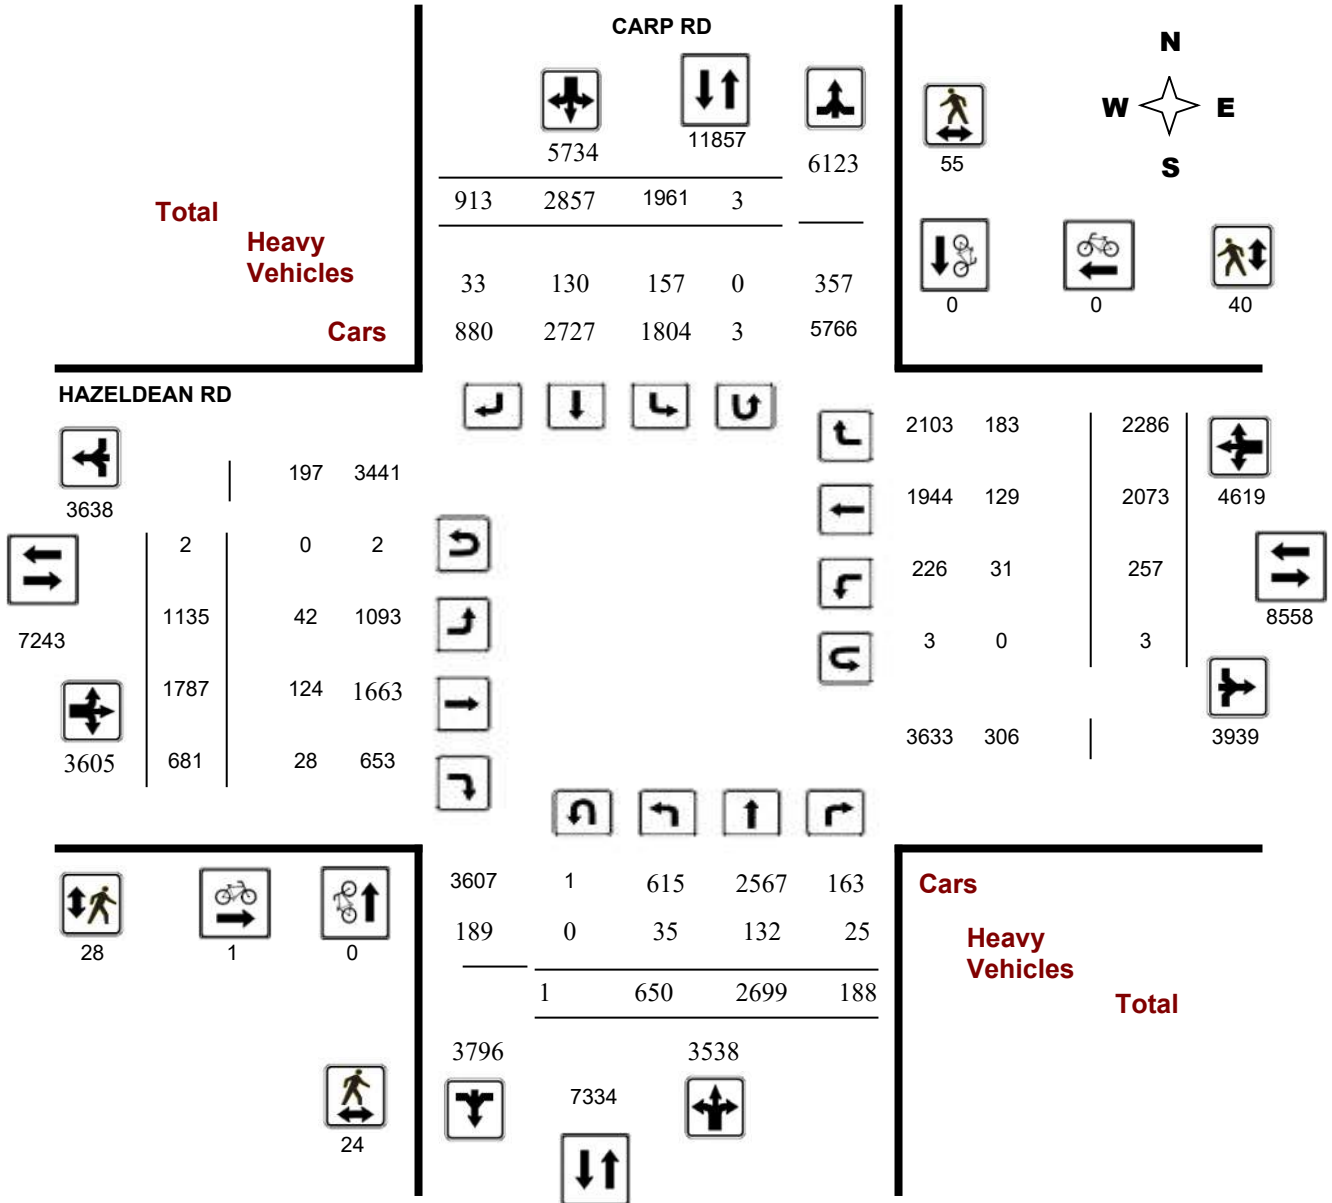 CARP RD
N
W E
S
5734 11857 6123 55
913 2857 1961 3
Total
Heavy
Vehicles
33 130 157 0 357
0 0 40
Cars 880 2727 1804 3 5766
HAZELDEAN RD
2103 183 2286
197 3441
3638
1944 129 2073 4619
2 0 2
226 31 257
8558
1135 42 1093
7243
3 0 3
1787 124 1663
3633 306 3939
3605 681 28 653
3607 1 615 2567 163
Cars
189 0 35 132 25
Heavy
Vehicles
28 1 0
1 650 2699 188
Total
3796 3538
7334
24